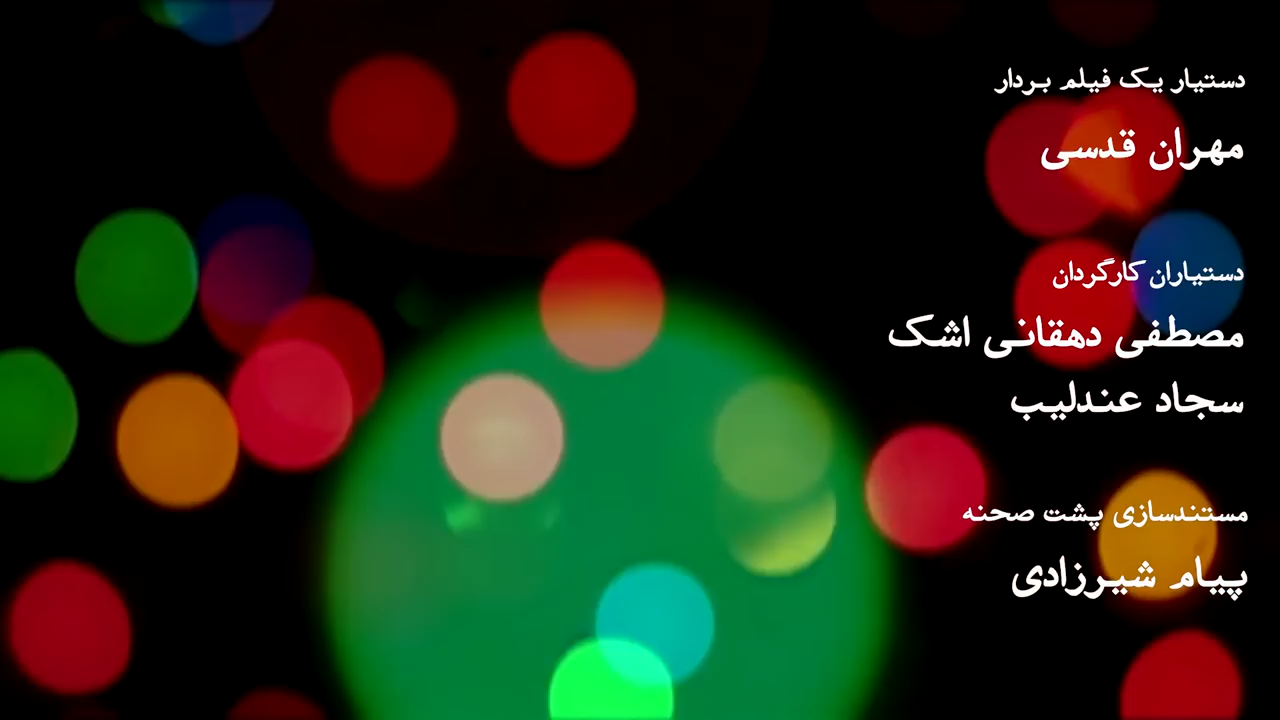 دستیار یک فیلم بردار
مهران قدسی
دستیاران کارگردان
مصطفی دهقانی اشک
سجاد عندلیب
مستندسازی پشت صحنه
پیام شیرزادی